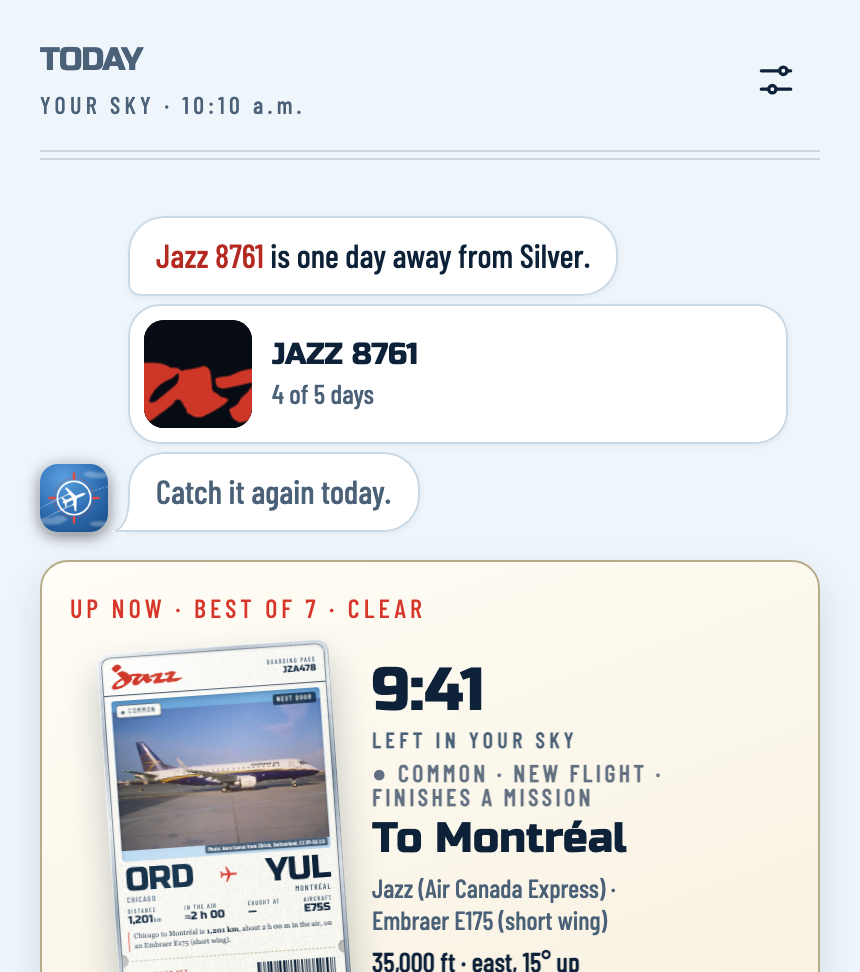 TODAY
YOUR SKY · 10:10 a.m.
Jazz 8761 is one day away from Silver.
JAZZ 8761
4 of 5 days
Catch it again today.
UP NOW · BEST OF 7 · CLEAR
Jazz
BOARDING PASS
JZA478
COMMON
NEXT DOOR
ORD
YUL
CHICAGO
MONTRÉAL
DISTANCE
1,201km
IN THE AIR
≈2 h 00
CAUGHT AT
—
AIRCRAFT
E75S
Chicago to Montréal is 1,201 km, about 2 h 00 m in the air, on
an Embraer E175 (short wing).
9:41
LEFT IN YOUR SKY
● COMMON · NEW FLIGHT ·
FINISHES A MISSION
To Montréal
Jazz (Air Canada Express) ·
Embraer E175 (short wing)
35,000 ft · east, 15° up